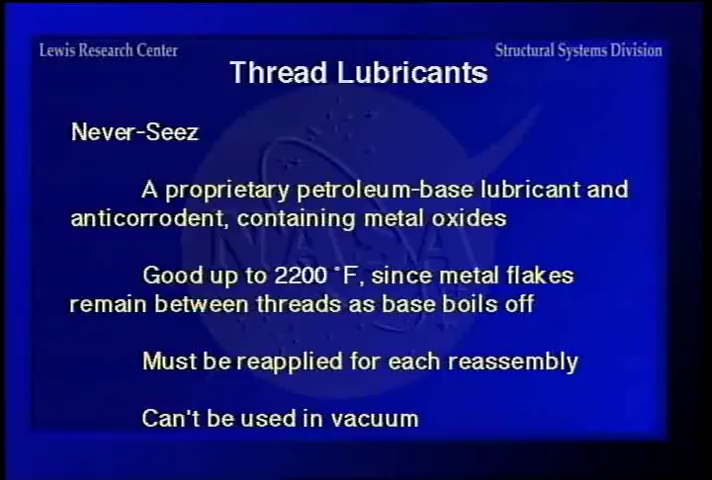 Lewis Research Center
Structural Systems Division
Thread Lubricants
Never-Seez
A proprietary petroleum-base lubricant and
anticorrodent, containing metal oxides
Good up to 2200 °F, since metal flakes
remain between threads as base boils off
Must be reapplied for each reassembly
Can't be used in vacuum
NASA